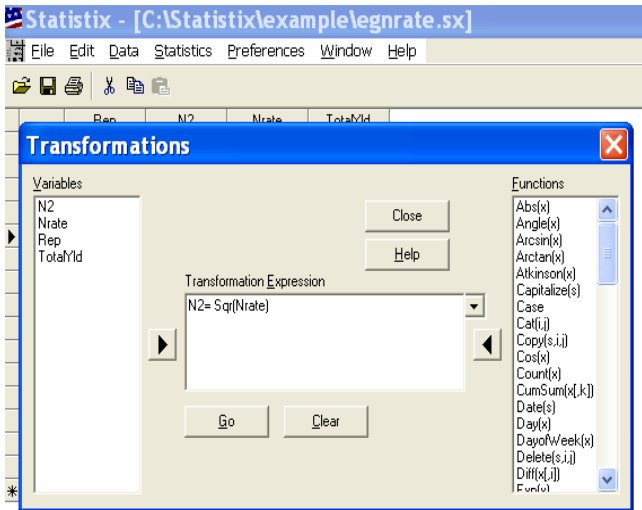 Statistix - [C:\Statistix\example\egnrate.sx]
File Edit Data Statistics Preferences Window Help
Rep N2 Nrate TotalYld
Transformations
Variables
N2
Nrate
Rep
TotalYld
Close
Help
Transformation Expression
N2= Sqr(Nrate)
Go Clear
Functions
Abs(x)
Angle(x)
Arcsin(x)
Arctan(x)
Atkinson(x)
Capitalize(s)
Case
Cat(i,j)
Copy(s,i,j)
Cos(x)
Count(x)
CumSum(x[,k])
Date(s)
Day(x)
DayofWeek(x)
Delete(s,i,j)
Diff(x[,i])
Exp(x)